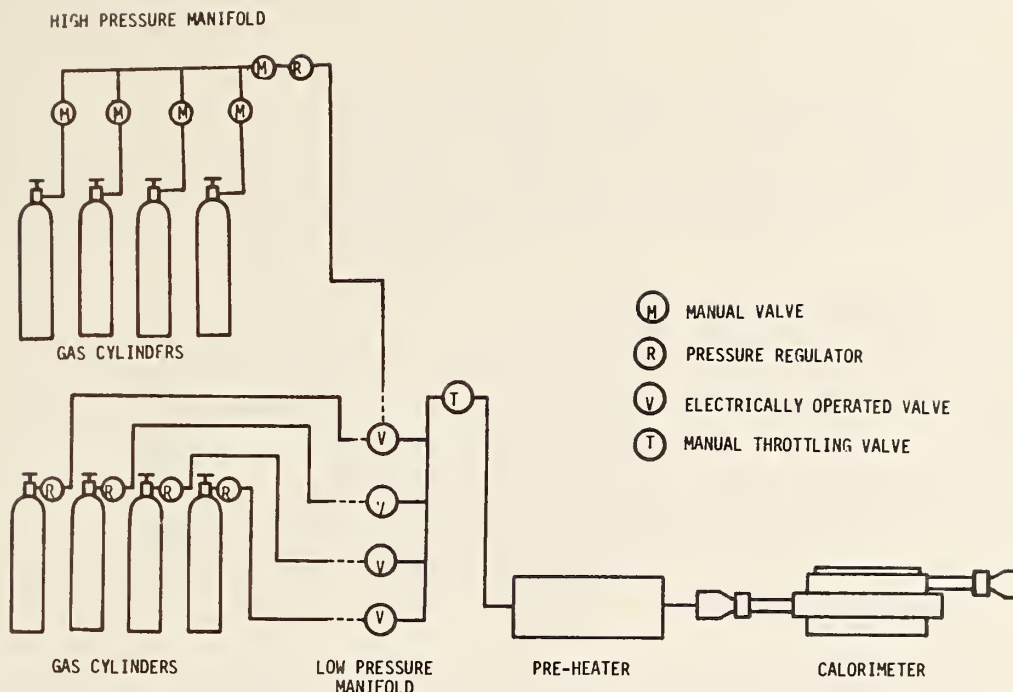 HIGH PRESSURE MANIFOLD
M R
M M M M
GAS CYLINDFRS
M MANUAL VALVE
R PRESSURE REGULATOR
V ELECTRICALLY OPERATED VALVE
T MANUAL THROTTLING VALVE
T
V
R R R R
V
V
V
GAS CYLINDERS
LOW PRESSURE
MANIFOLD
PRE-HEATER
CALORIMETER